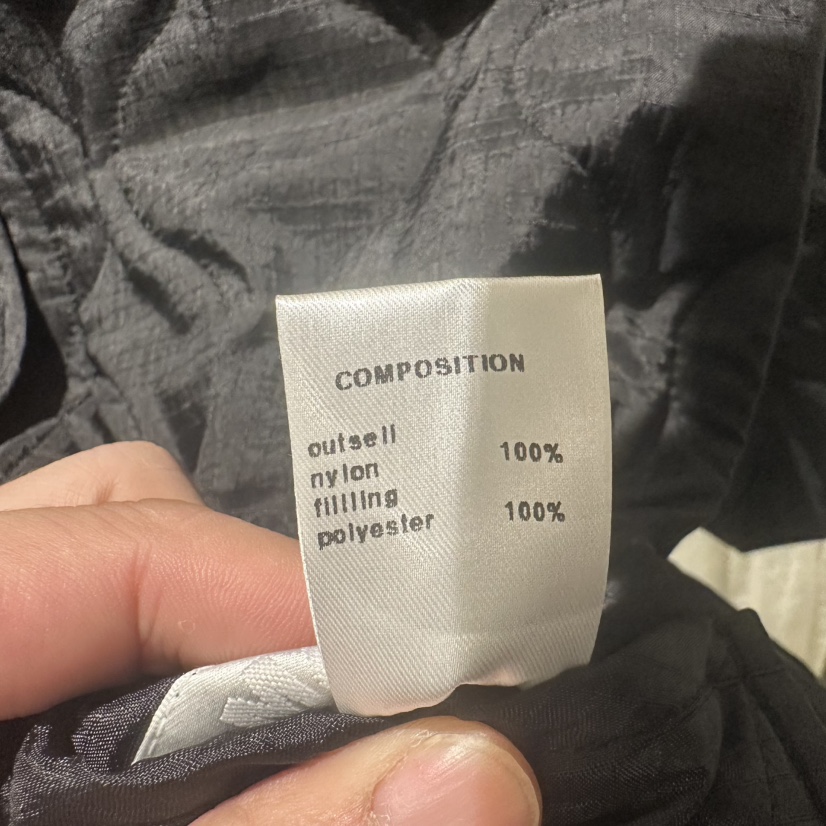 COMPOSITION
outsell
nylon 100%
fillling
polyester 100%